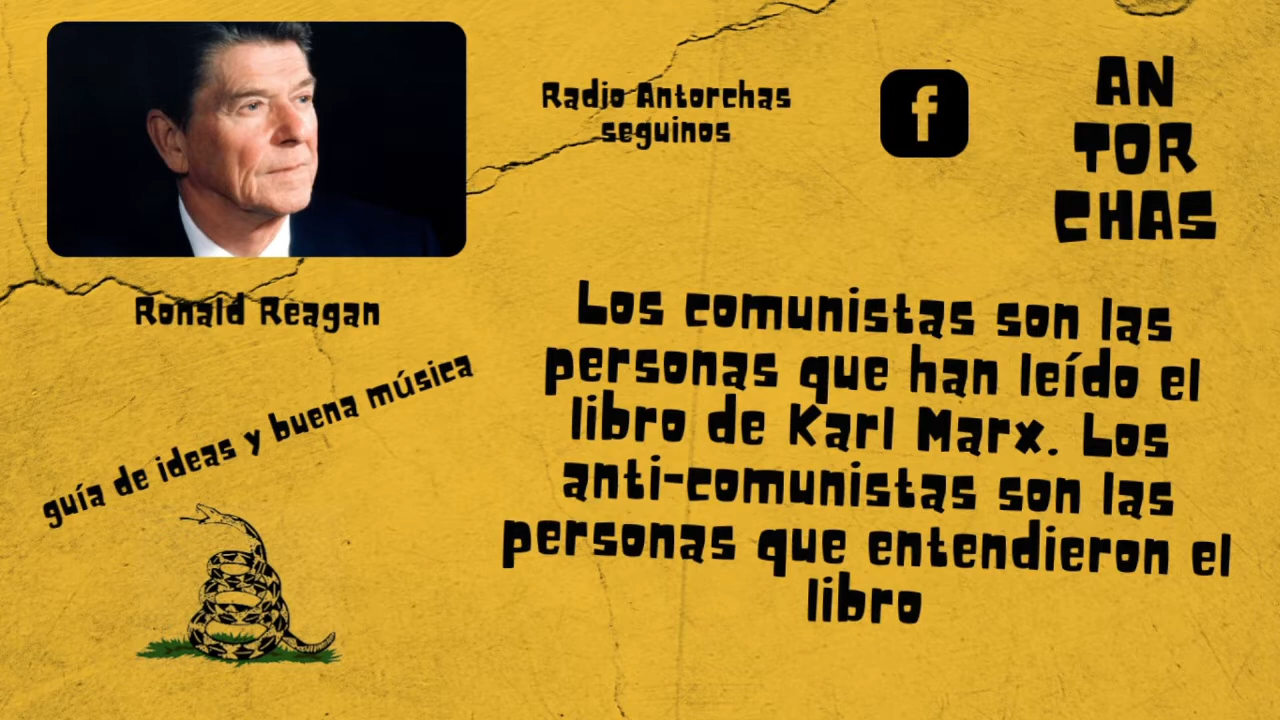 Radio Antorchas
seguinos
f
AN
TOR
CHAS
Ronald Reagan
guía de ideas y buena música
Los comunistas son las
personas que han leído el
libro de Karl Marx. Los
anti-comunistas son las
personas que entendieron el
libro